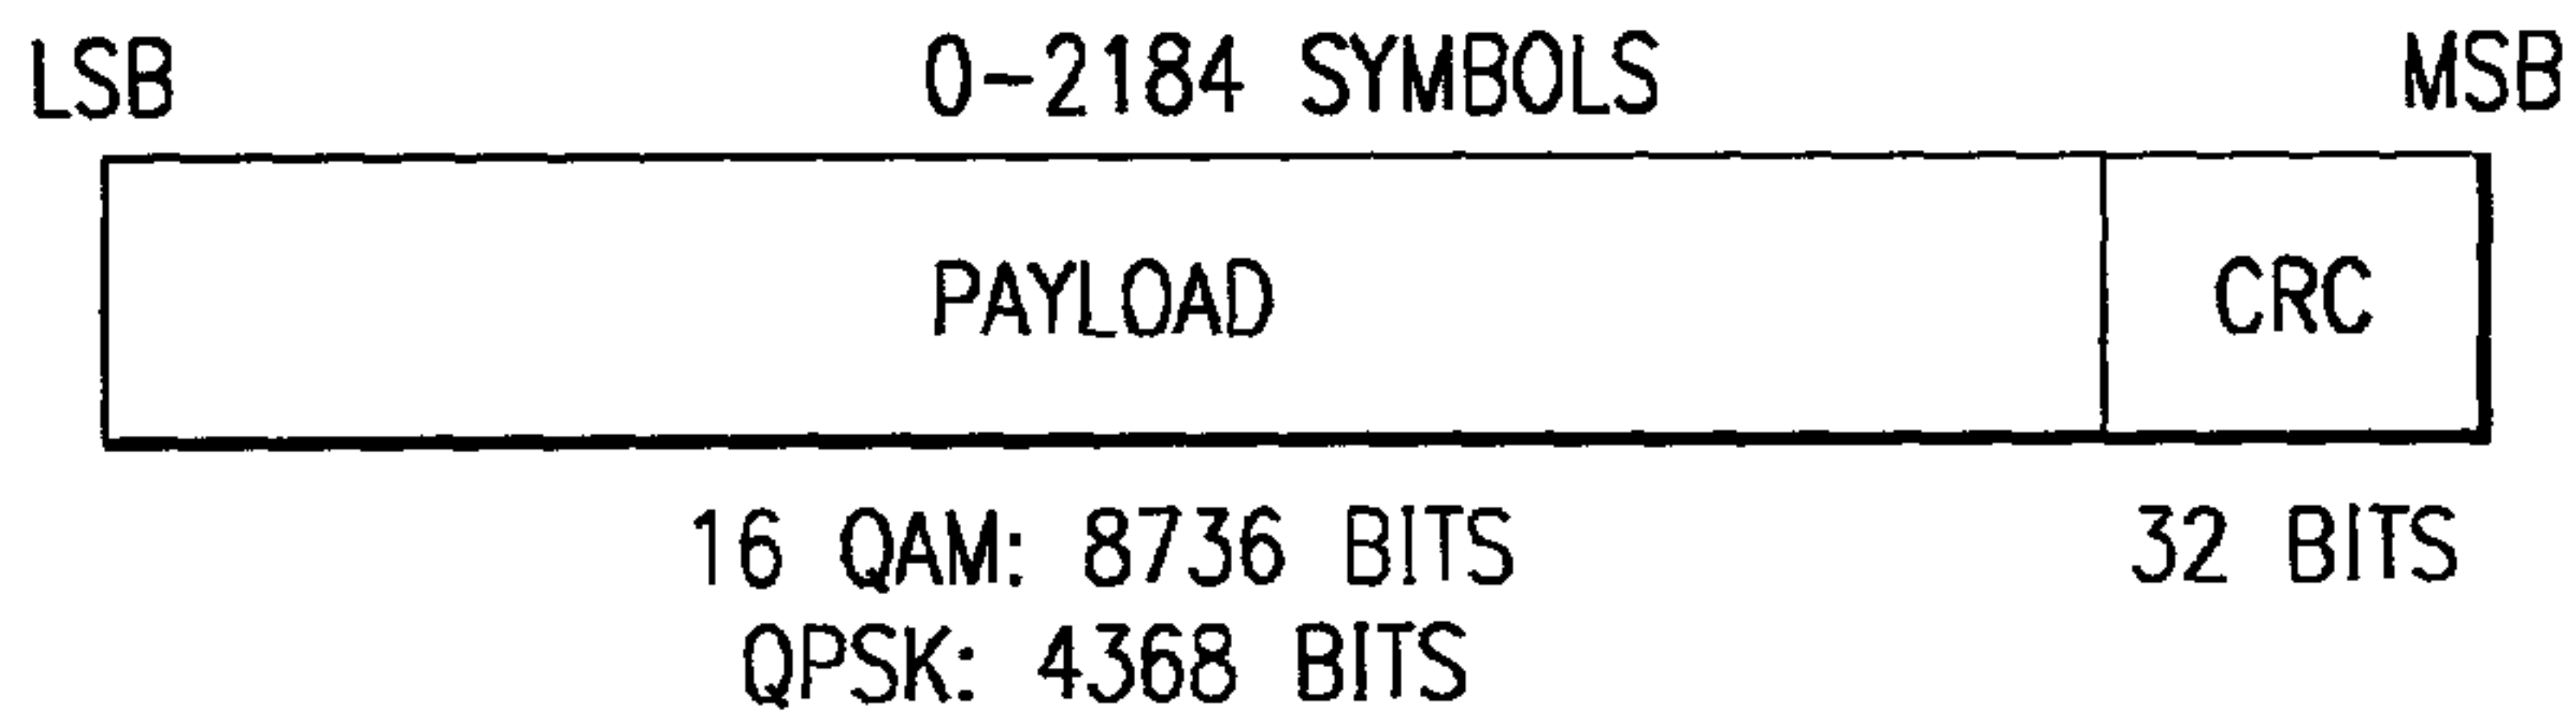 LSB 0-2184 SYMBOLS MSB
PAYLOAD CRC
16 QAM: 8736 BITS 32 BITS
QPSK: 4368 BITS